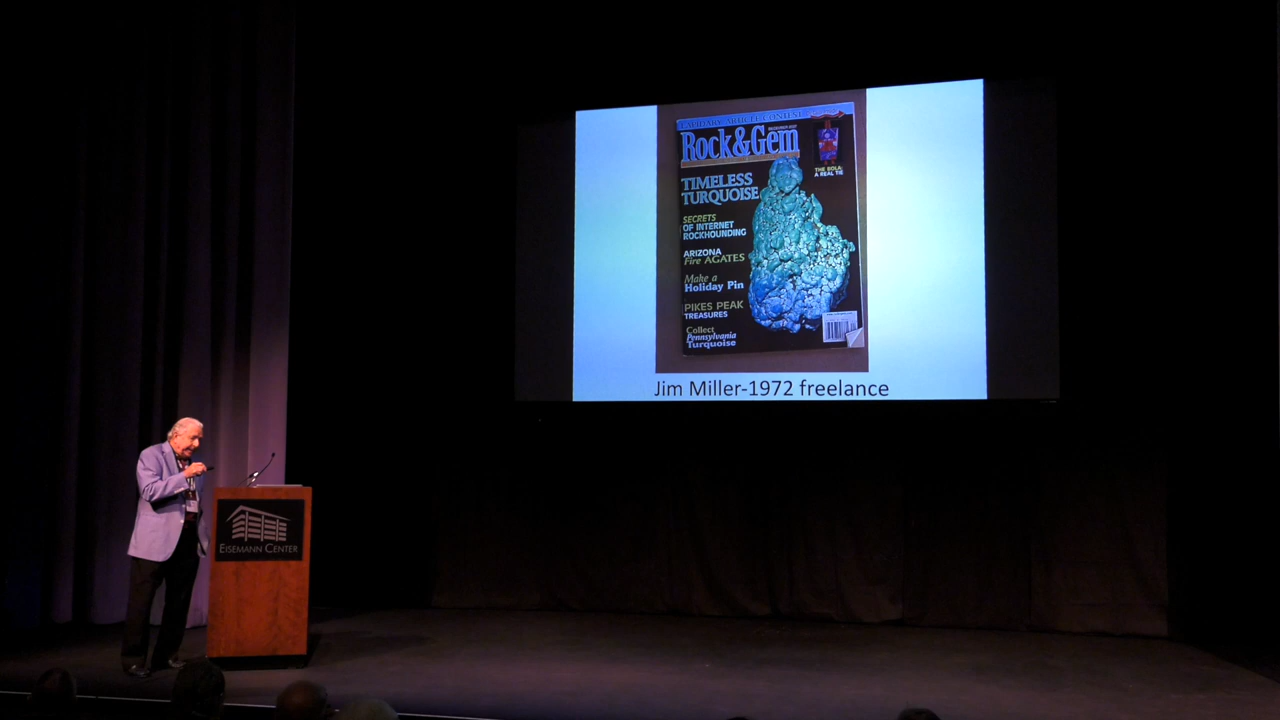 LAPIDARY ARTICLE CONTEST
Rock&Gem
THE BOLA:
A REAL TIE
TIMELESS
TURQUOISE
SECRETS
OF INTERNET
ROCKHOUNDING
ARIZONA
Fire AGATES
Make a
Holiday Pin
PIKES PEAK
TREASURES
Collect
Pennsylvania
Turquoise
Jim Miller-1972 freelance
EISEMANN CENTER